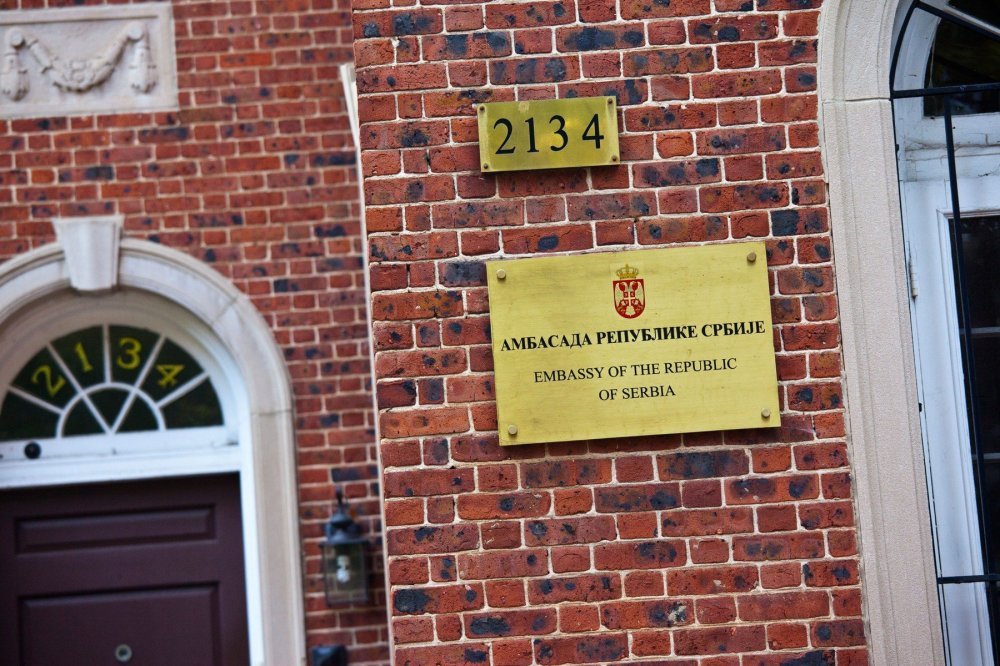 2134
2134
АМБАСАДА РЕПУБЛИКЕ СРБИЈЕ
EMBASSY OF THE REPUBLIC
OF SERBIA